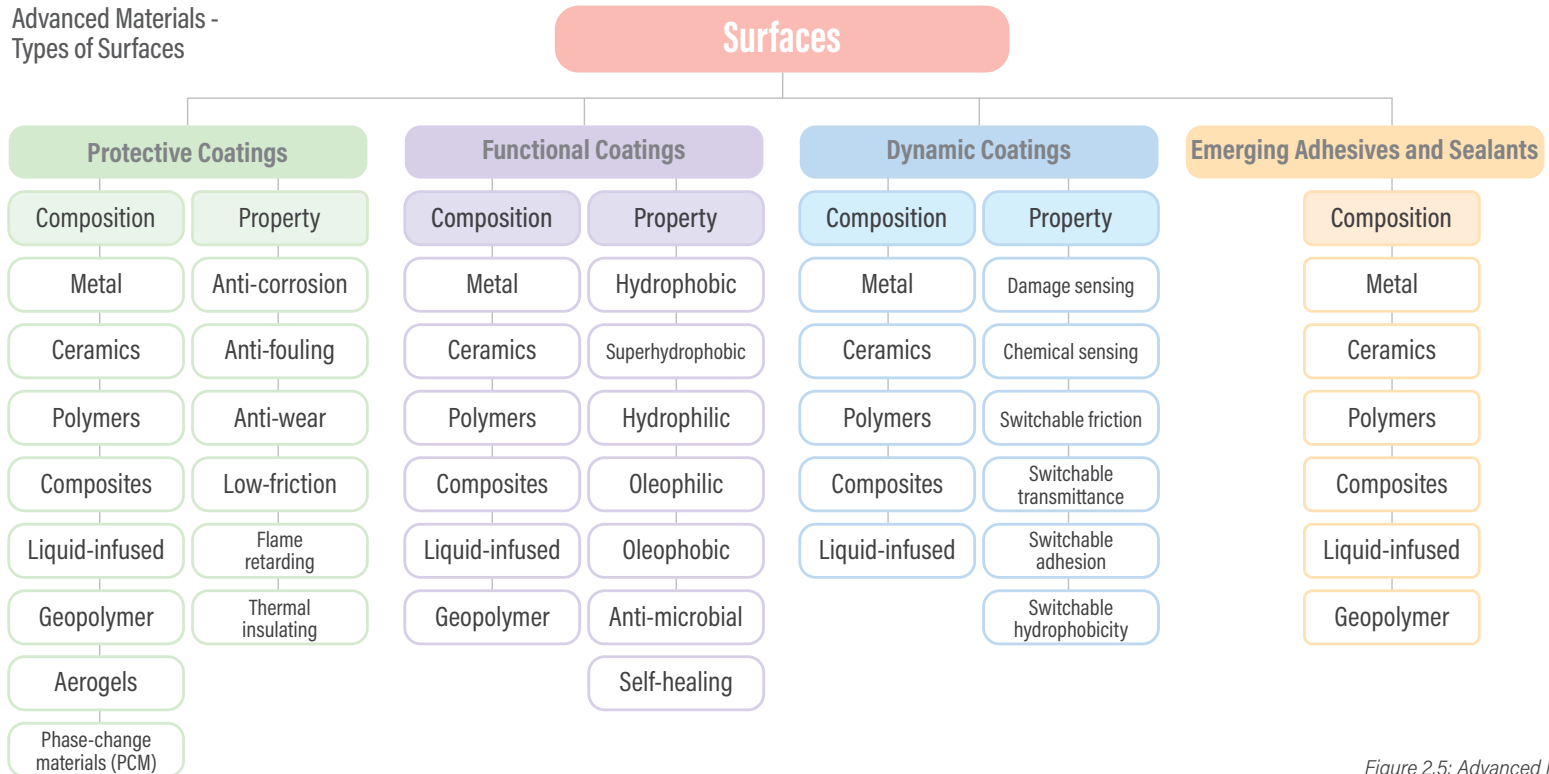 Advanced Materials -
Types of Surfaces
Surfaces
Protective Coatings
Composition
Metal
Ceramics
Polymers
Composites
Liquid-infused
Geopolymer
Aerogels
Phase-change
materials (PCM)
Property
Anti-corrosion
Anti-fouling
Anti-wear
Low-friction
Flame
retarding
Thermal
insulating
Functional Coatings
Composition
Metal
Ceramics
Polymers
Composites
Liquid-infused
Geopolymer
Property
Hydrophobic
Superhydrophobic
Hydrophilic
Oleophilic
Oleophobic
Anti-microbial
Self-healing
Dynamic Coatings
Composition
Metal
Ceramics
Polymers
Composites
Liquid-infused
Property
Damage sensing
Chemical sensing
Switchable friction
Switchable
transmittance
Switchable
adhesion
Switchable
hydrophobicity
Emerging Adhesives and Sealants
Composition
Metal
Ceramics
Polymers
Composites
Liquid-infused
Geopolymer
Figure 2.5: Advanced